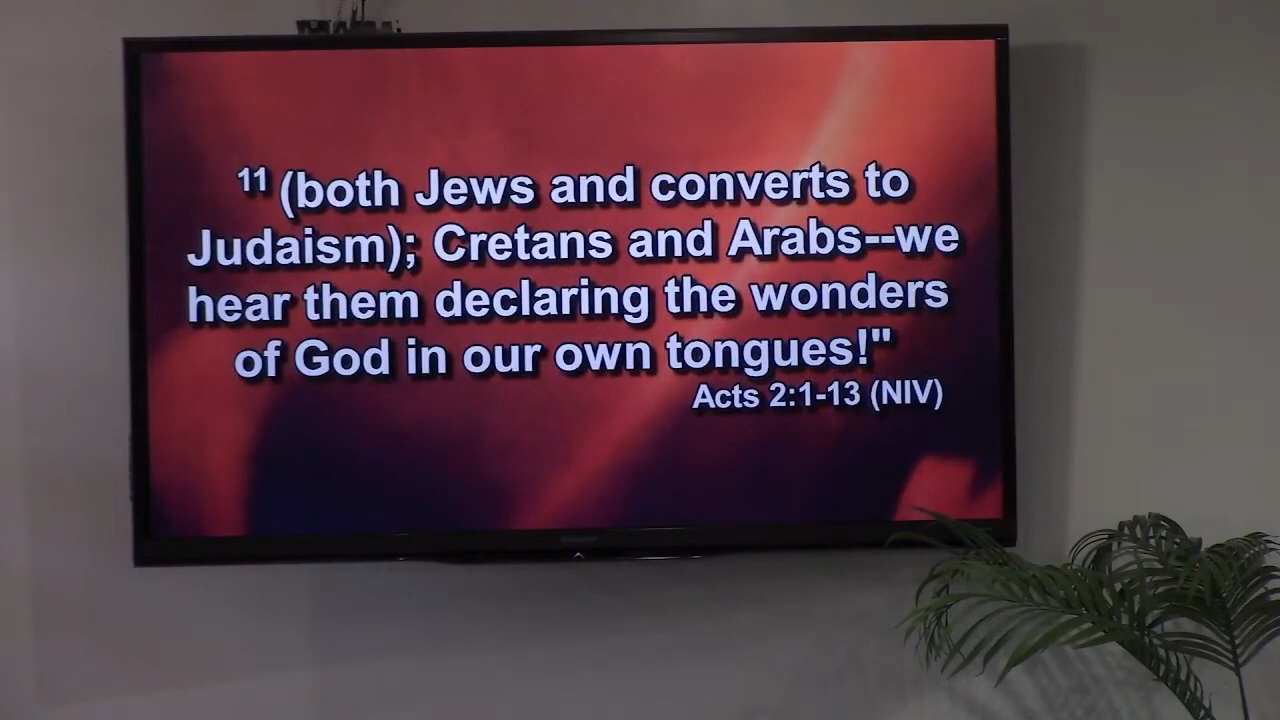 11 (both Jews and converts to
Judaism); Cretans and Arabs--we
hear them declaring the wonders
of God in our own tongues!"
Acts 2:1-13 (NIV)